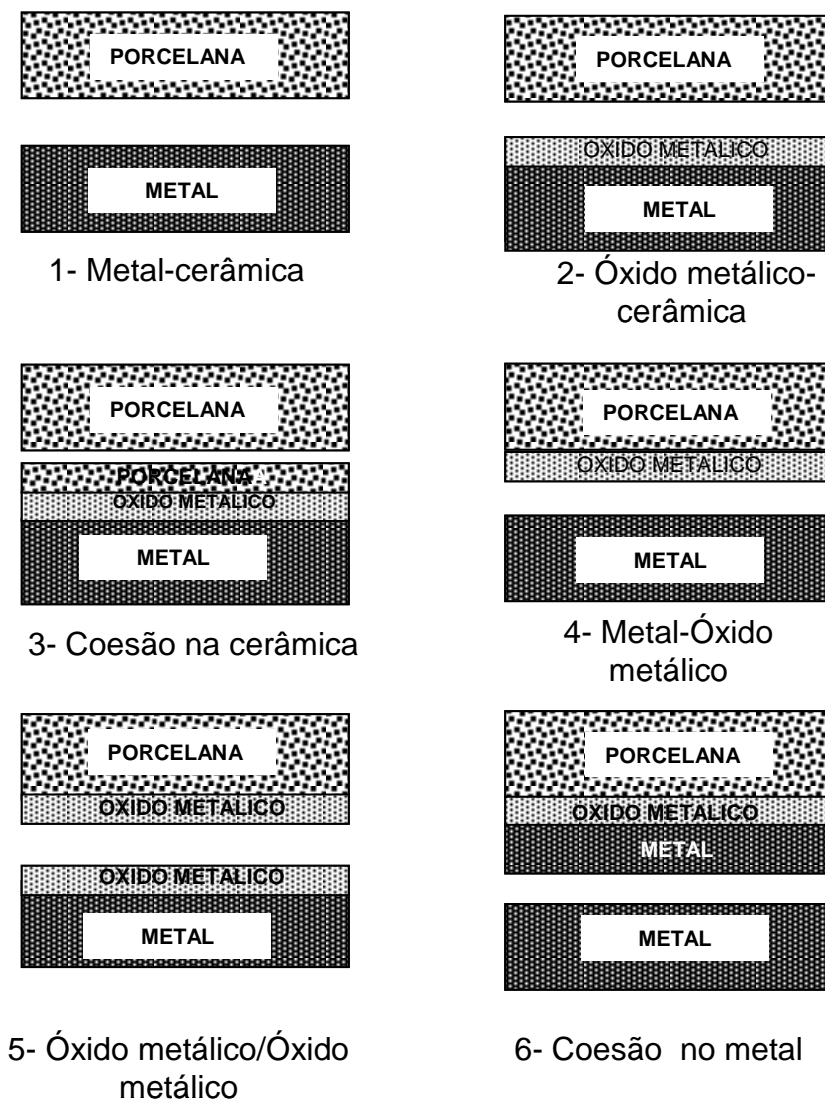 PORCELANA
METAL
1- Metal-cerâmica
PORCELANA
OXIDO METALICO
METAL
2- Óxido metálico-
cerâmica
PORCELANA
PORCELANA
OXIDO METALICO
METAL
3- Coesão na cerâmica
PORCELANA
OXIDO METALICO
METAL
4- Metal-Óxido
metálico
PORCELANA
OXIDO METALICO
OXIDO METALICO
METAL
5- Óxido metálico/Óxido
metálico
PORCELANA
OXIDO METALICO
METAL
METAL
6- Coesão no metal